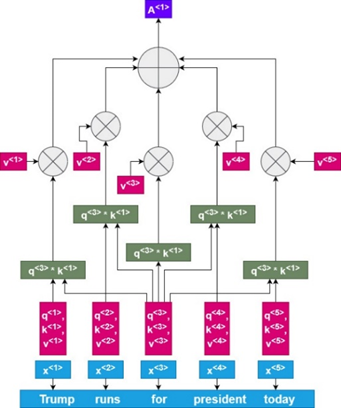 A<1>
v<1>
v<2>
v<3>
v<4>
v<5>
q<3> * k<1>
q<3> * k<1>
q<3> * k<1>
q<3> * k<1>
q<3> * k<1>
q<1>, k<1>, v<1>
q<2>, k<2>, v<2>
q<3>, k<3>, v<3>
q<4>, k<4>, v<4>
q<5>, k<5>, v<5>
x<1> x<2> x<3> x<4> x<5>
Trump runs for president today